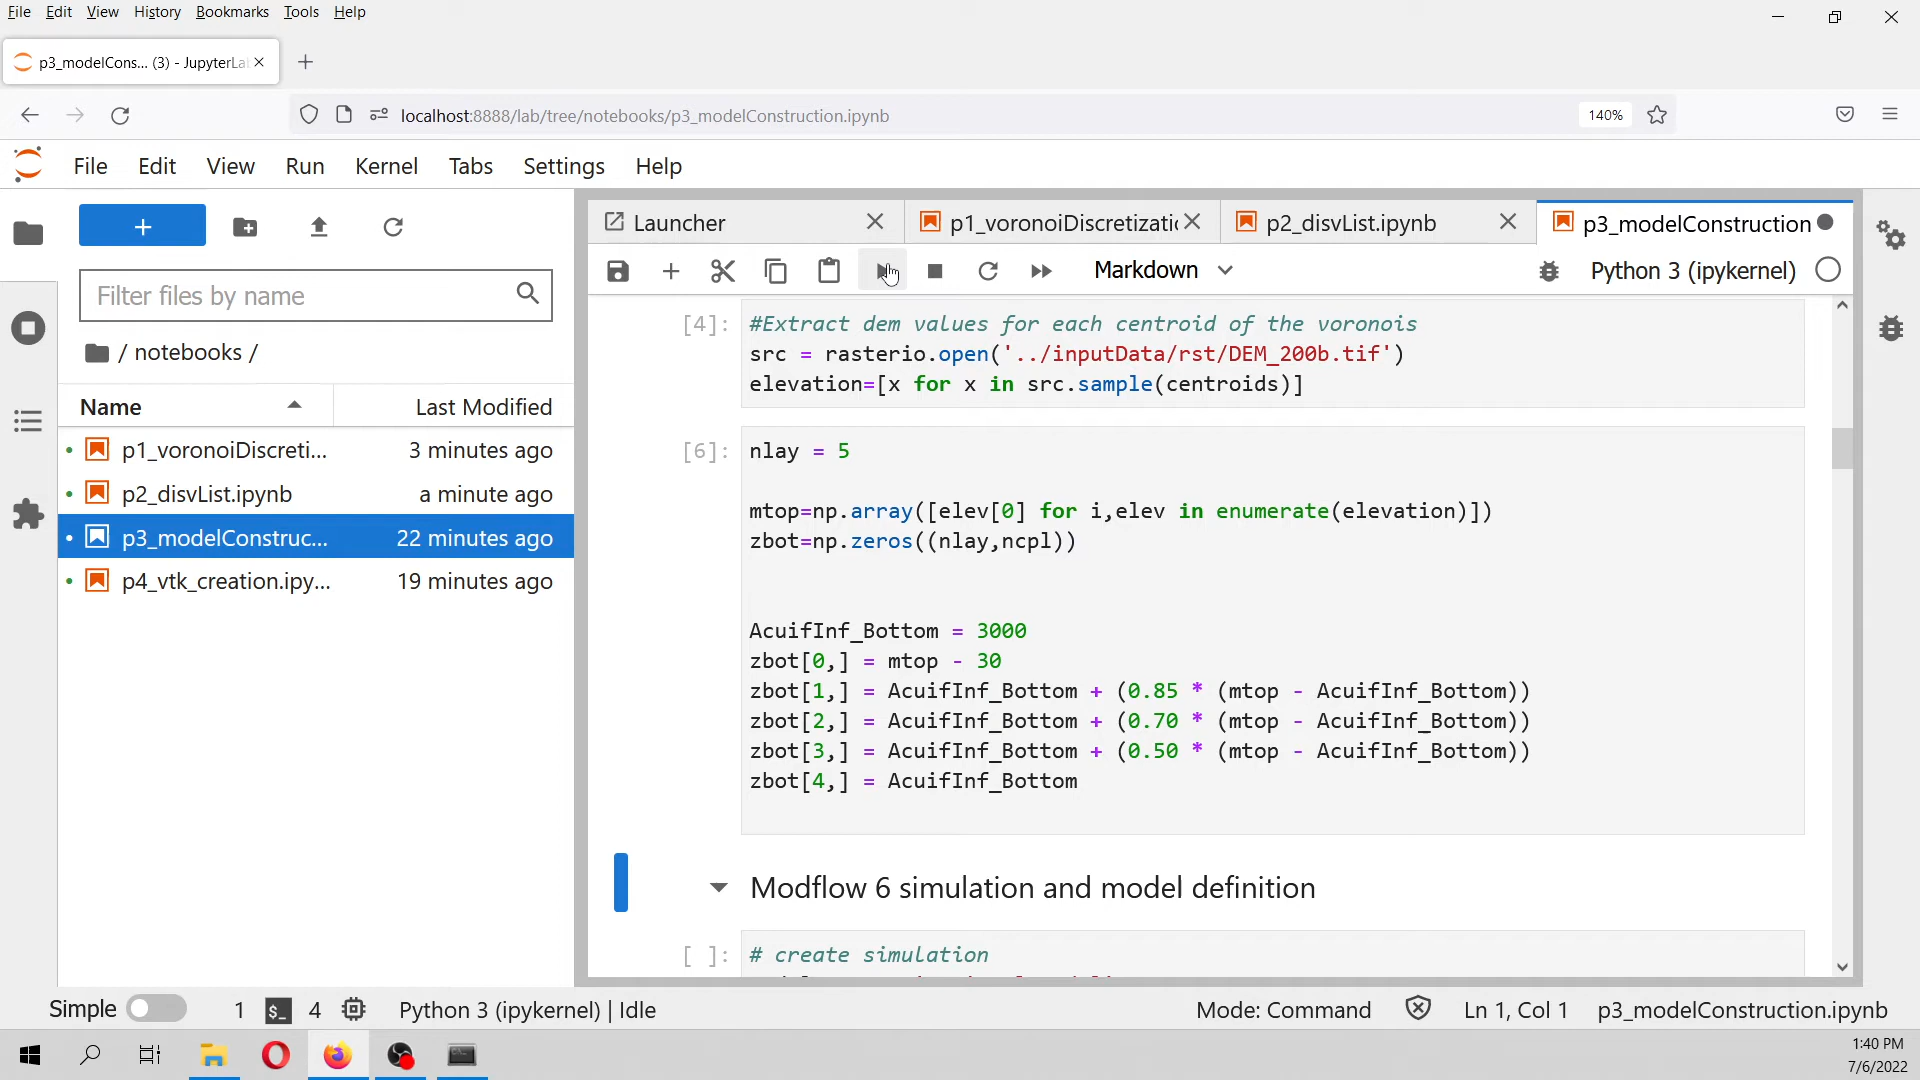 File Edit View History Bookmarks Tools Help
p3_modelCons... (3) - JupyterLa
localhost:8888/lab/tree/notebooks/p3_modelConstruction.ipynb 140%
File Edit View Run Kernel Tabs Settings Help
Launcher p1_voronoiDiscretizati p2_disvList.ipynb p3_modelConstruction
Markdown Python 3 (ipykernel)
Filter files by name
/ notebooks /
Name Last Modified
p1_voronoiDiscreti... 3 minutes ago
p2_disvList.ipynb a minute ago
p3_modelConstruc... 22 minutes ago
p4_vtk_creation.ipy... 19 minutes ago
[4]: #Extract dem values for each centroid of the voronois
src = rasterio.open('../inputData/rst/DEM_200b.tif')
elevation=[x for x in src.sample(centroids)]
[6]: nlay = 5
mtop=np.array([elev[0] for i,elev in enumerate(elevation)])
zbot=np.zeros((nlay,ncpl))
AcuifInf_Bottom = 3000
zbot[0,] = mtop - 30
zbot[1,] = AcuifInf_Bottom + (0.85 * (mtop - AcuifInf_Bottom))
zbot[2,] = AcuifInf_Bottom + (0.70 * (mtop - AcuifInf_Bottom))
zbot[3,] = AcuifInf_Bottom + (0.50 * (mtop - AcuifInf_Bottom))
zbot[4,] = AcuifInf_Bottom
Modflow 6 simulation and model definition
[ ]: # create simulation
Simple 1 $_ 4 Python 3 (ipykernel) | Idle Mode: Command Ln 1, Col 1 p3_modelConstruction.ipynb
1:40 PM
7/6/2022